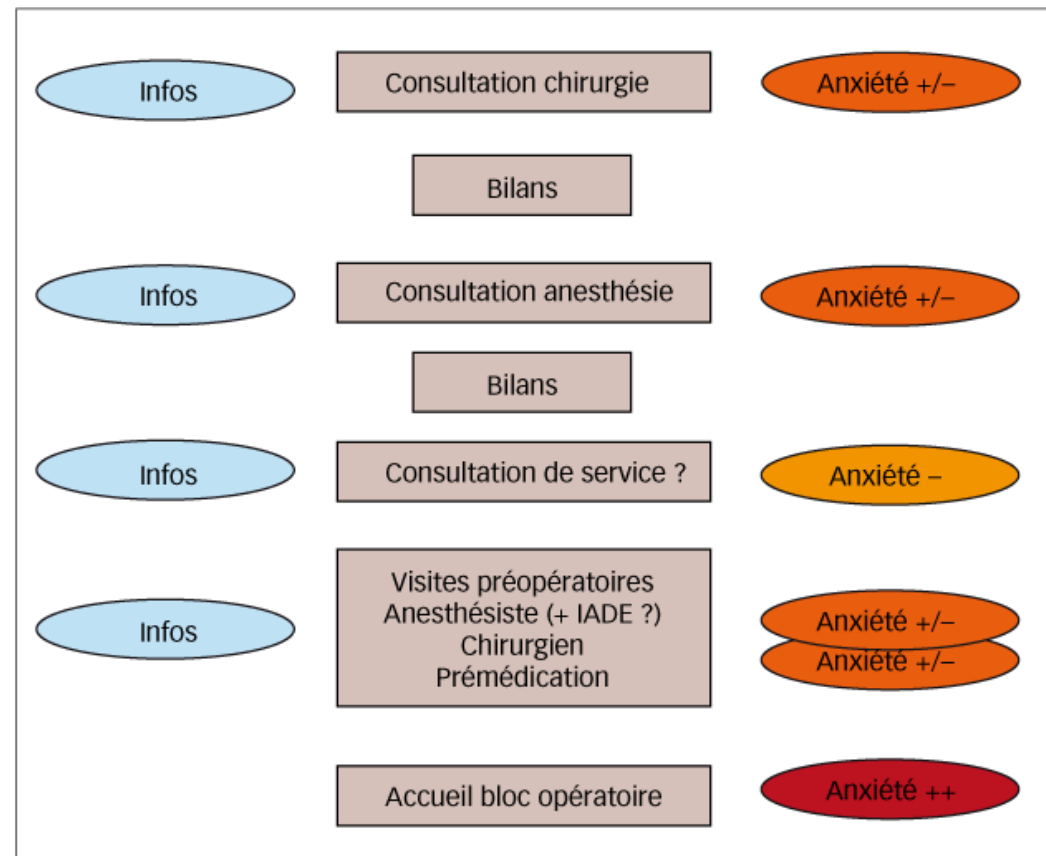 Infos
Consultation chirurgie
Anxiété +/–
Bilans
Infos
Consultation anesthésie
Anxiété +/–
Bilans
Infos
Consultation de service ?
Anxiété –
Infos
Visites préopératoires
Anesthésiste (+ IADE ?)
Chirurgien
Prémédication
Anxiété +/–
Anxiété +/–
Accueil bloc opératoire
Anxiété ++